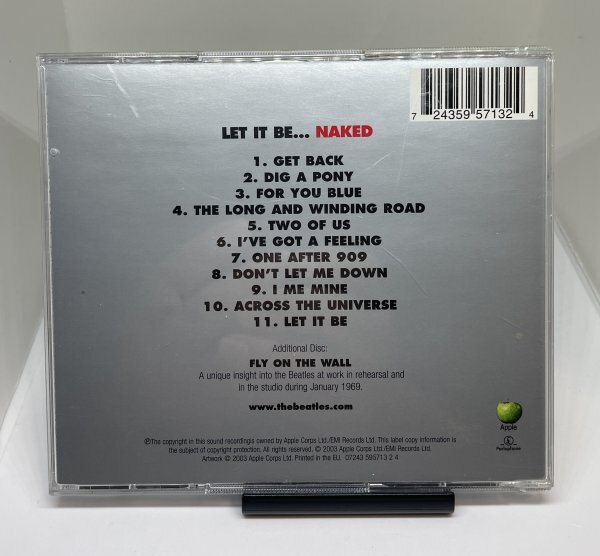 7 24359 57132 4
LET IT BE... NAKED
1. GET BACK
2. DIG A PONY
3. FOR YOU BLUE
4. THE LONG AND WINDING ROAD
5. TWO OF US
6. I'VE GOT A FEELING
7. ONE AFTER 909
8. DON'T LET ME DOWN
9. I ME MINE
10. ACROSS THE UNIVERSE
11. LET IT BE
Additional Disc:
FLY ON THE WALL
A unique insight into the Beatles at work in rehearsal and
in the studio during January 1969.
www.thebeatles.com
Apple
Parlophone
℗The copyright in this sound recordingis owned by Apple Corps Ltd./EMI Records Ltd. This label copy information is
the subject of copyright protection. All rights reserved. © 2003 Apple Corps Ltd./EMI Records Ltd.
Artwork © 2003 Apple Corps Ltd. Printed in the EU. 07243 595713 2 4